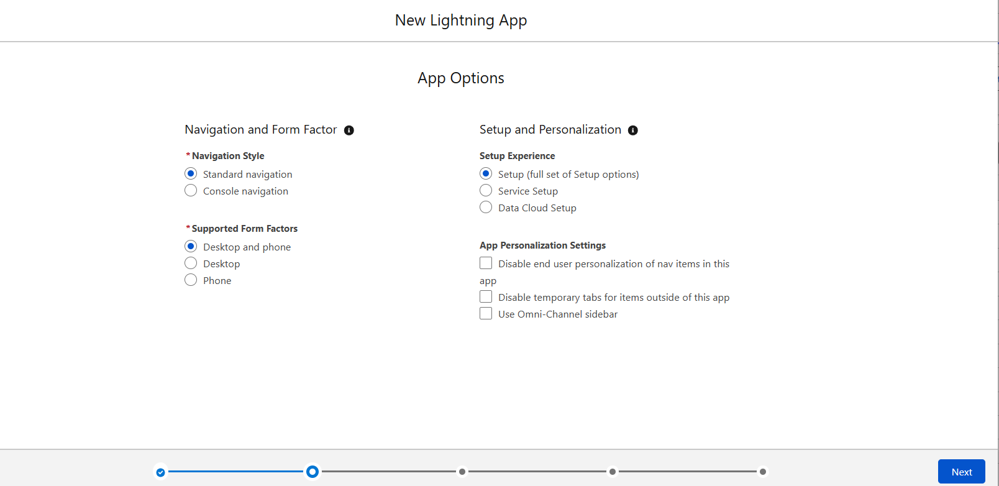 New Lightning App
App Options
Navigation and Form Factor
* Navigation Style
Standard navigation
Console navigation
* Supported Form Factors
Desktop and phone
Desktop
Phone
Setup and Personalization
Setup Experience
Setup (full set of Setup options)
Service Setup
Data Cloud Setup
App Personalization Settings
Disable end user personalization of nav items in this
app
Disable temporary tabs for items outside of this app
Use Omni-Channel sidebar
Next